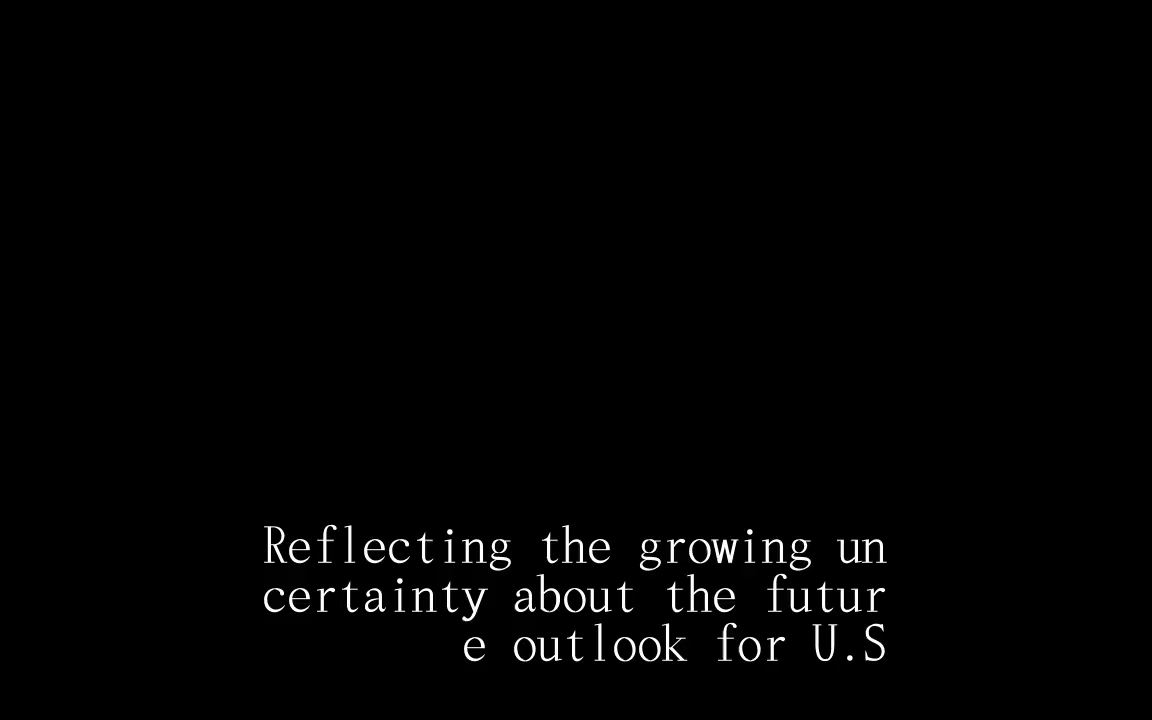 Reflecting the growing un
certainty about the futur
e outlook for U.S